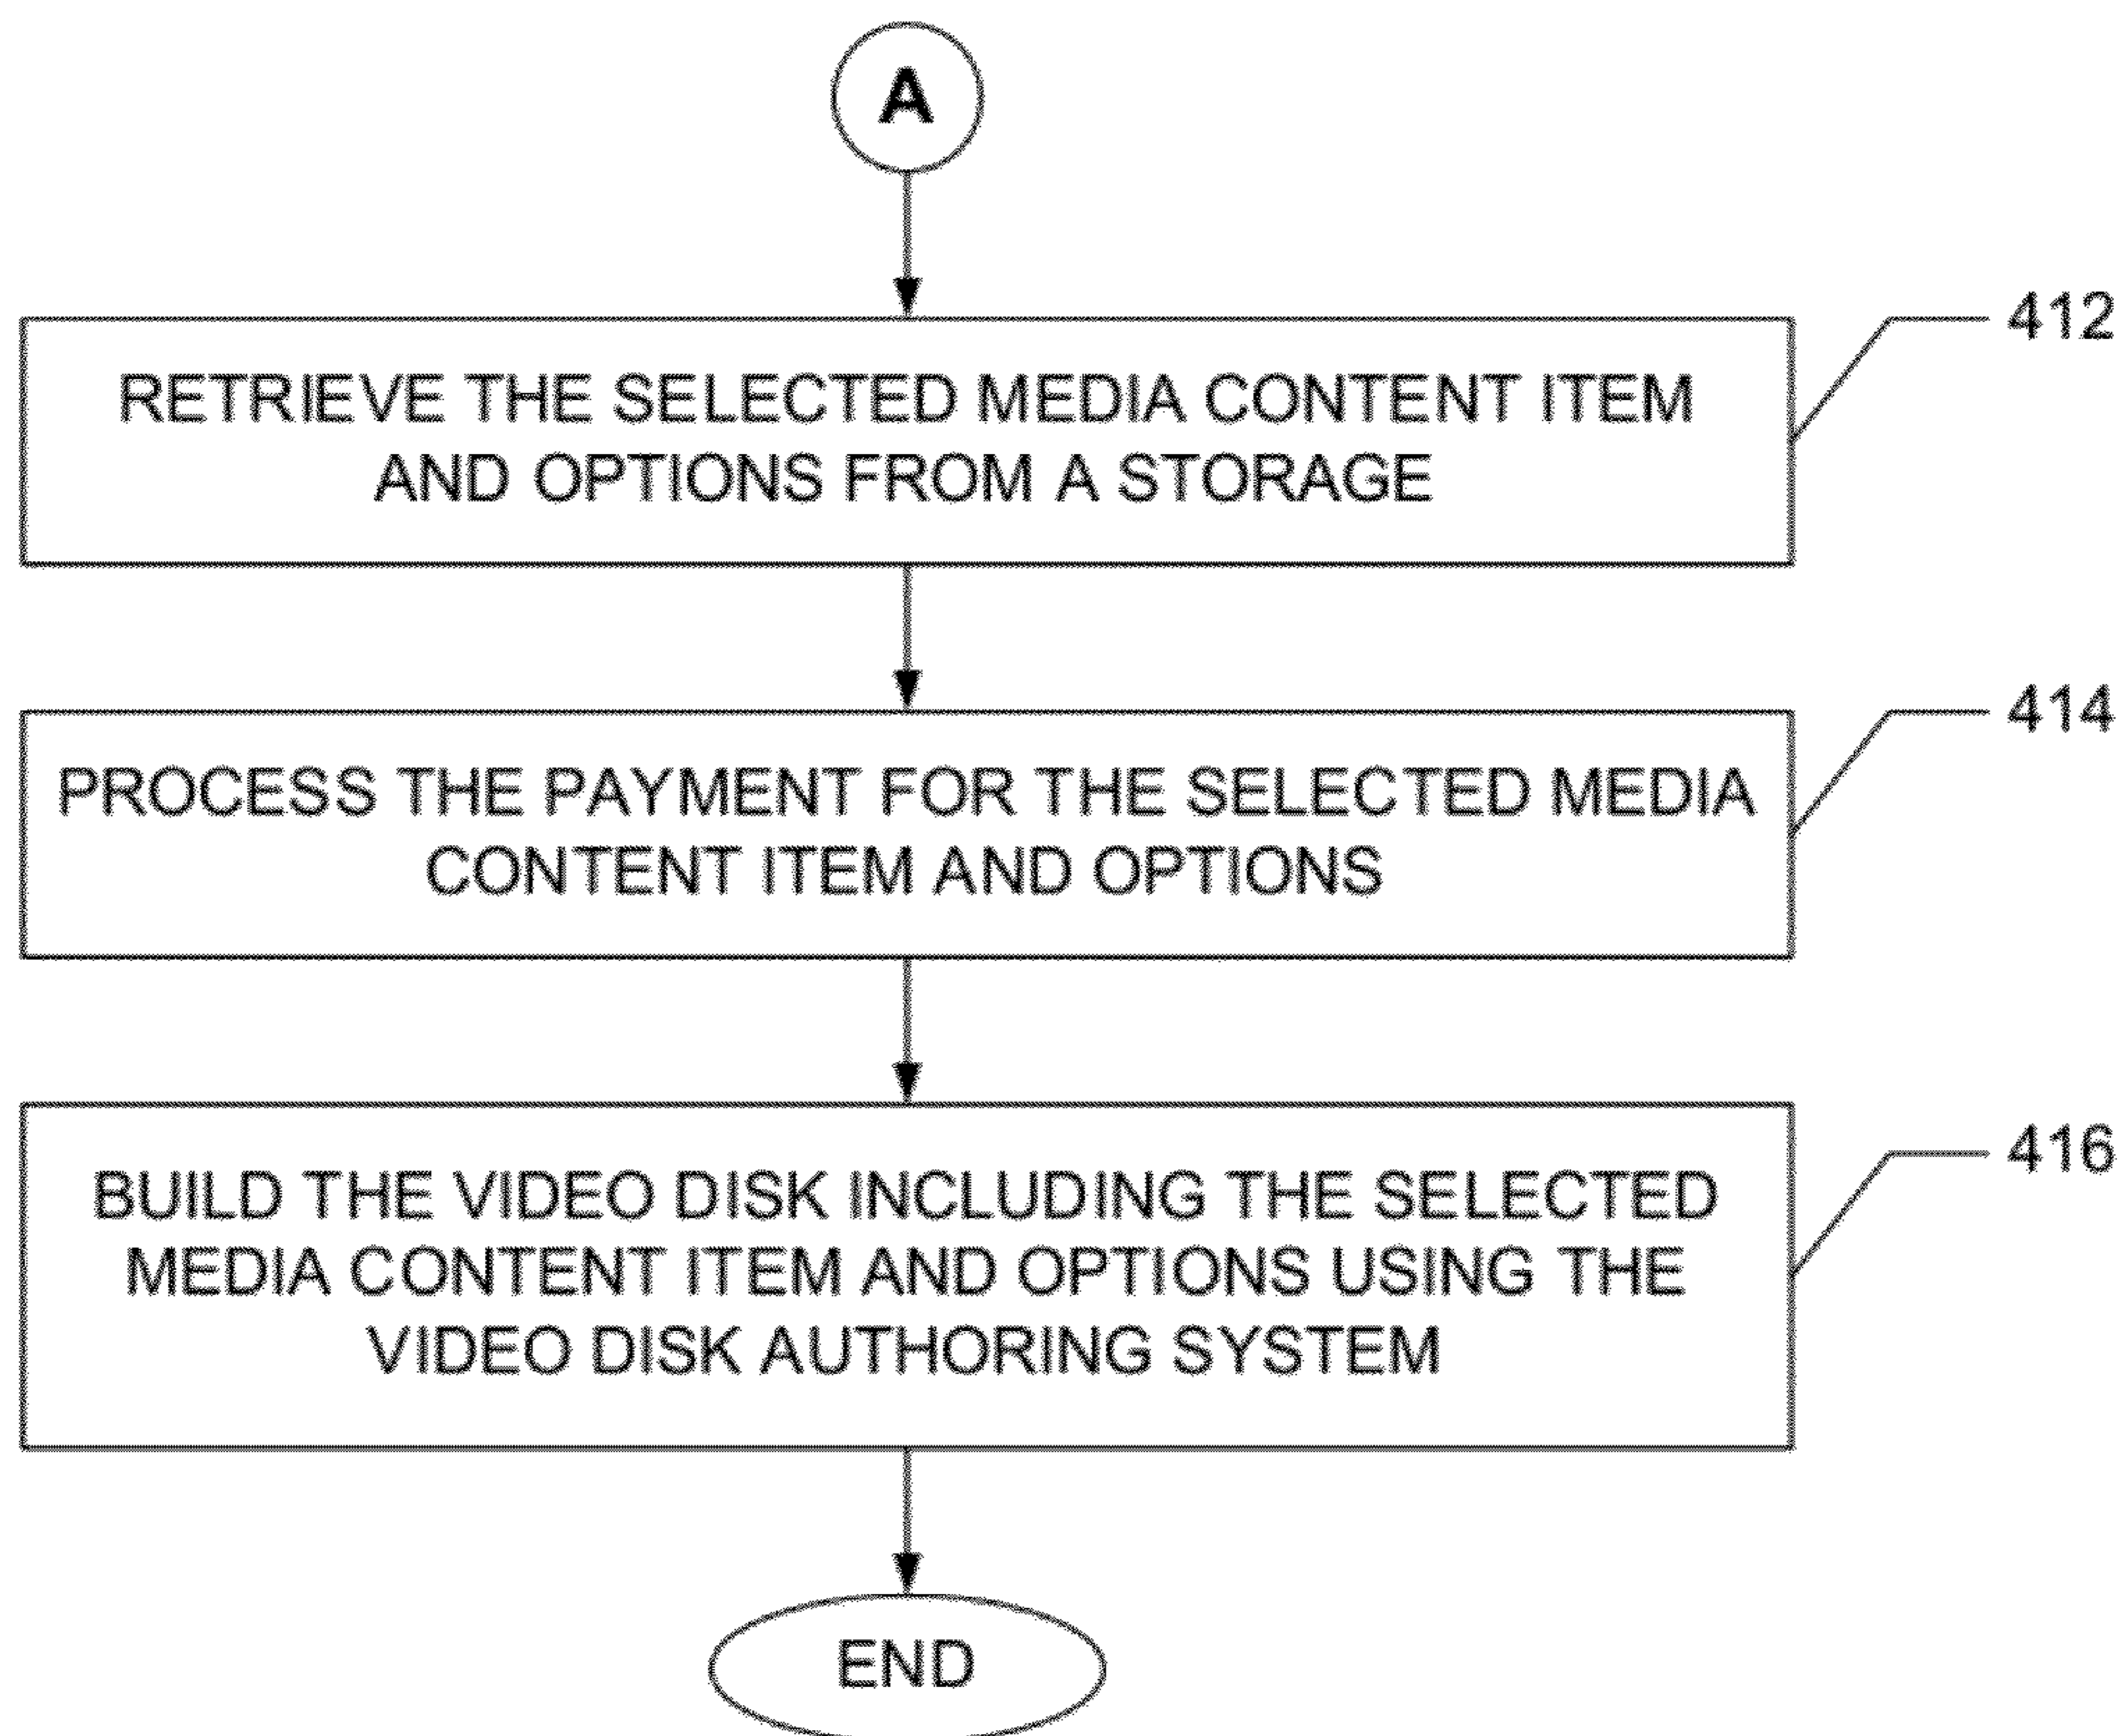 A
412
RETRIEVE THE SELECTED MEDIA CONTENT ITEM
AND OPTIONS FROM A STORAGE
414
PROCESS THE PAYMENT FOR THE SELECTED MEDIA
CONTENT ITEM AND OPTIONS
416
BUILD THE VIDEO DISK INCLUDING THE SELECTED
MEDIA CONTENT ITEM AND OPTIONS USING THE
VIDEO DISK AUTHORING SYSTEM
END